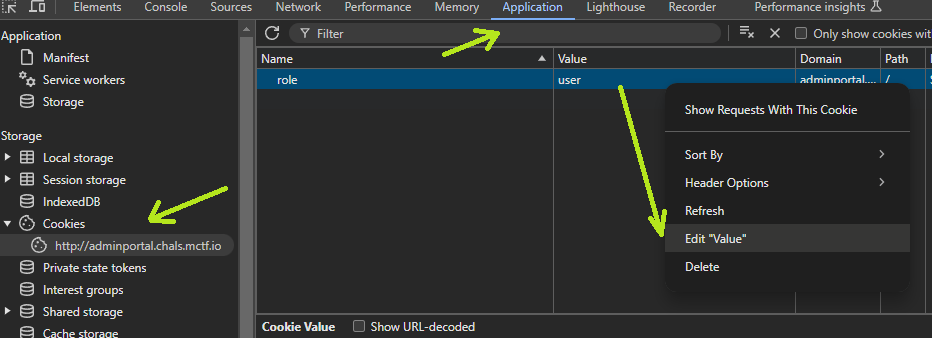 Elements Console Sources Network Performance Memory Application Lighthouse Recorder Performance insights
Application
Manifest
Service workers
Storage
Storage
Local storage
Session storage
IndexedDB
Cookies
http://adminportal.chals.mctf.io
Private state tokens
Interest groups
Shared storage
Cache storage
Filter
Only show cookies wit
Name Value Domain Path
role user adminportal.... /
Show Requests With This Cookie
Sort By
Header Options
Refresh
Edit "Value"
Delete
Cookie Value Show URL-decoded